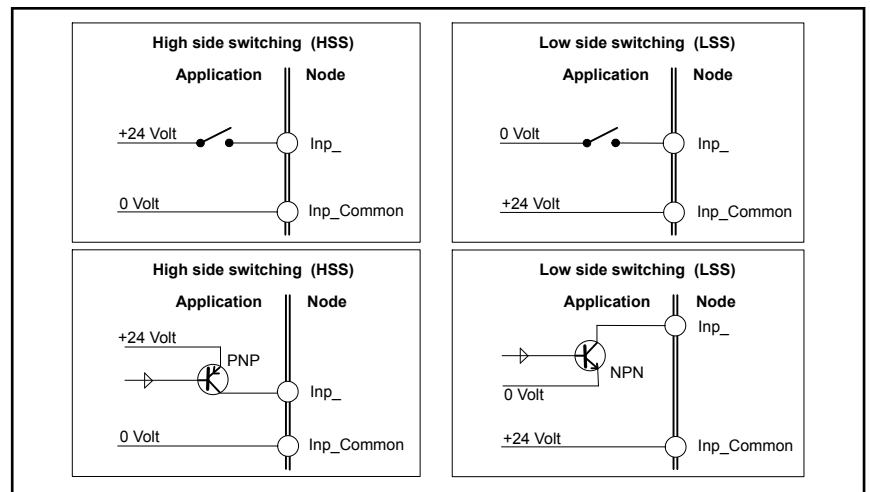 High side switching (HSS)
Application Node
+24 Volt
Inp_
0 Volt
Inp_Common
Low side switching (LSS)
Application Node
0 Volt
Inp_
+24 Volt
Inp_Common
High side switching (HSS)
Application Node
+24 Volt
PNP
Inp_
0 Volt
Inp_Common
Low side switching (LSS)
Application Node
Inp_
NPN
0 Volt
+24 Volt
Inp_Common